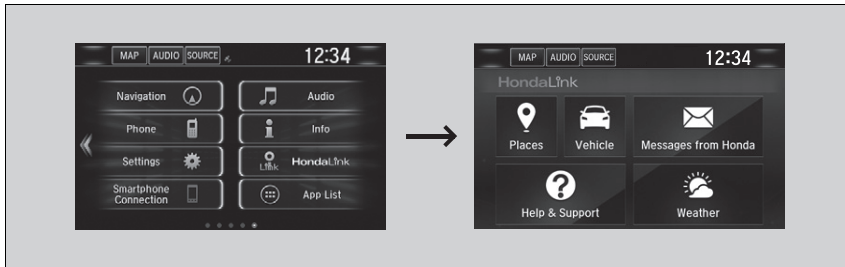 MAP AUDIO SOURCE 12:34
Navigation
Audio
Phone
Info
Settings
Link HondaLink
Smartphone
Connection
App List
MAP AUDIO SOURCE 12:34
HondaLink
Places
Vehicle
Messages from Honda
Help & Support
Weather